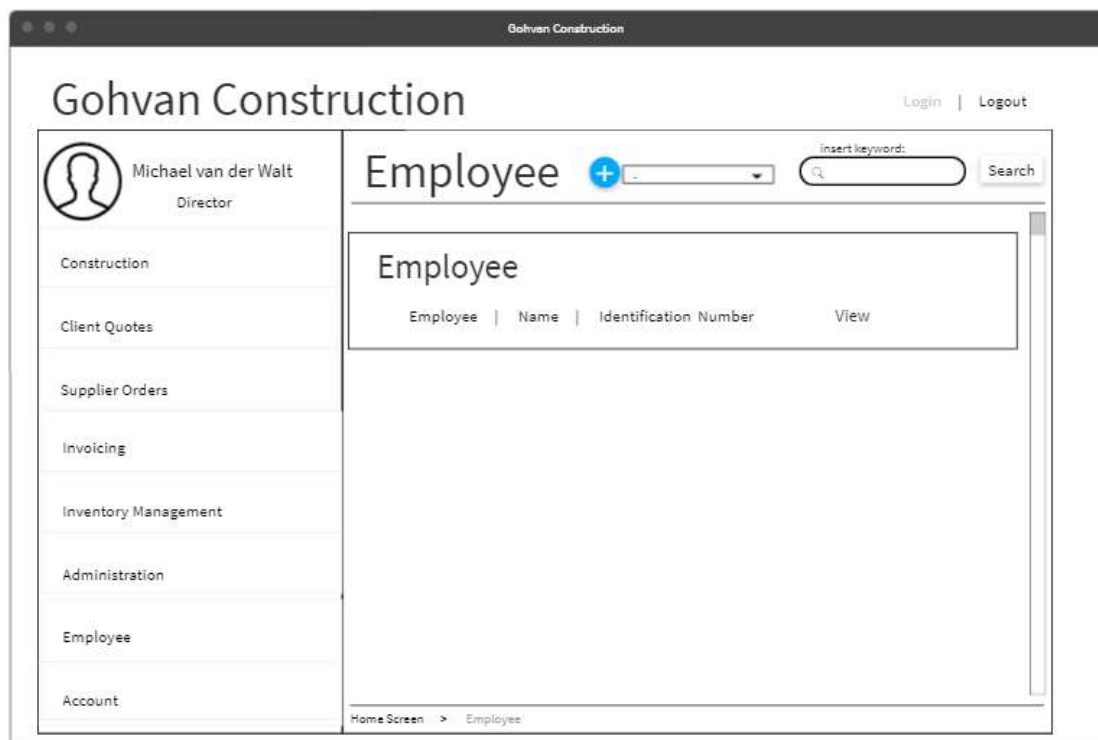 Gohvan Construction
Gohvan Construction
Login | Logout
Michael van der Walt
Director
Construction
Client Quotes
Supplier Orders
Invoicing
Inventory Management
Administration
Employee
Account
Employee
insert keyword:
Search
Employee
Employee | Name | Identification Number View
Home Screen > Employee